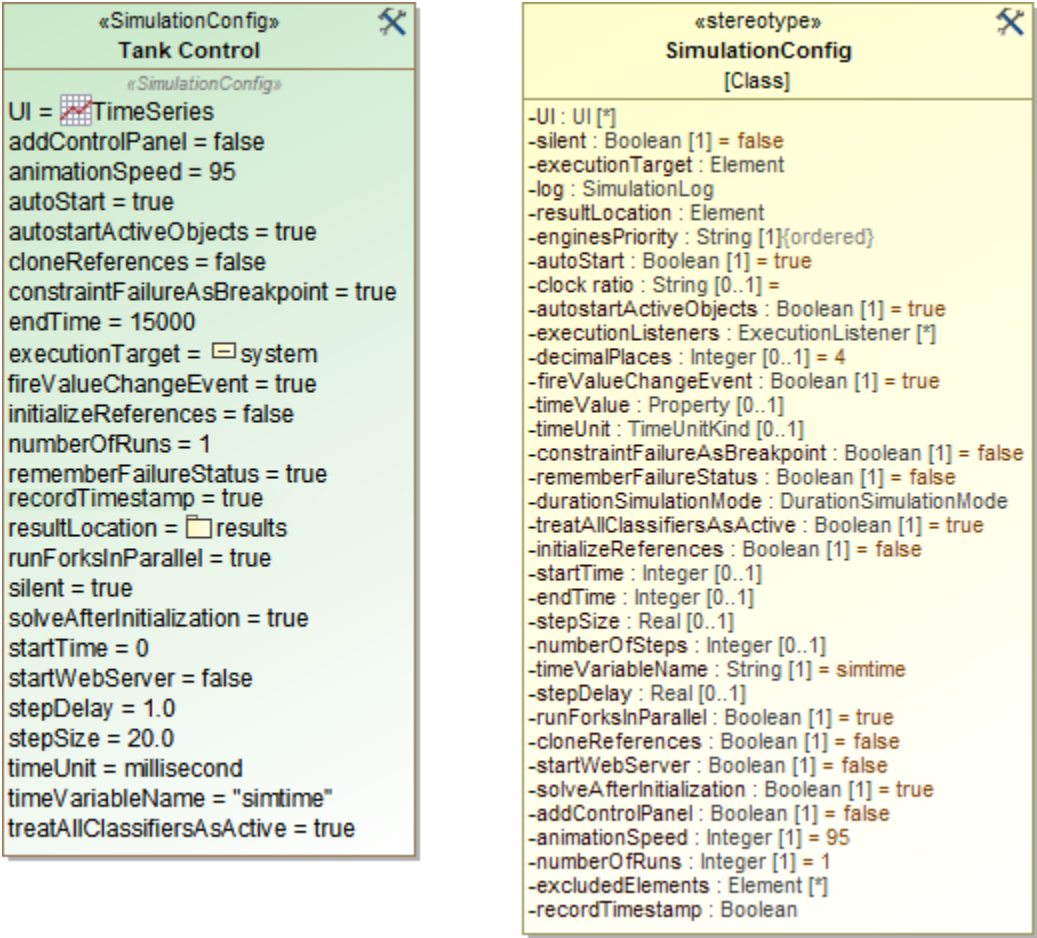 «SimulationConfig»
Tank Control
«SimulationConfig»
UI = TimeSeries
addControlPanel = false
animationSpeed = 95
autoStart = true
autostartActiveObjects = true
cloneReferences = false
constraintFailureAsBreakpoint = true
endTime = 15000
executionTarget = system
fireValueChangeEvent = true
initializeReferences = false
numberOfRuns = 1
rememberFailureStatus = true
recordTimestamp = true
resultLocation = results
runForksInParallel = true
silent = true
solveAfterInitialization = true
startTime = 0
startWebServer = false
stepDelay = 1.0
stepSize = 20.0
timeUnit = millisecond
timeVariableName = "simtime"
treatAllClassifiersAsActive = true
«stereotype»
SimulationConfig
[Class]
-UI : UI [*]
-silent : Boolean [1] = false
-executionTarget : Element
-log : SimulationLog
-resultLocation : Element
-enginesPriority : String [1]{ordered}
-autoStart : Boolean [1] = true
-clock ratio : String [0..1] =
-autostartActiveObjects : Boolean [1] = true
-executionListeners : ExecutionListener [*]
-decimalPlaces : Integer [0..1] = 4
-fireValueChangeEvent : Boolean [1] = true
-timeValue : Property [0..1]
-timeUnit : TimeUnitKind [0..1]
-constraintFailureAsBreakpoint : Boolean [1] = false
-rememberFailureStatus : Boolean [1] = false
-durationSimulationMode : DurationSimulationMode
-treatAllClassifiersAsActive : Boolean [1] = true
-initializeReferences : Boolean [1] = false
-startTime : Integer [0..1]
-endTime : Integer [0..1]
-stepSize : Real [0..1]
-numberOfSteps : Integer [0..1]
-timeVariableName : String [1] = simtime
-stepDelay : Real [0..1]
-runForksInParallel : Boolean [1] = true
-cloneReferences : Boolean [1] = false
-startWebServer : Boolean [1] = false
-solveAfterInitialization : Boolean [1] = true
-addControlPanel : Boolean [1] = false
-animationSpeed : Integer [1] = 95
-numberOfRuns : Integer [1] = 1
-excludedElements : Element [*]
-recordTimestamp : Boolean